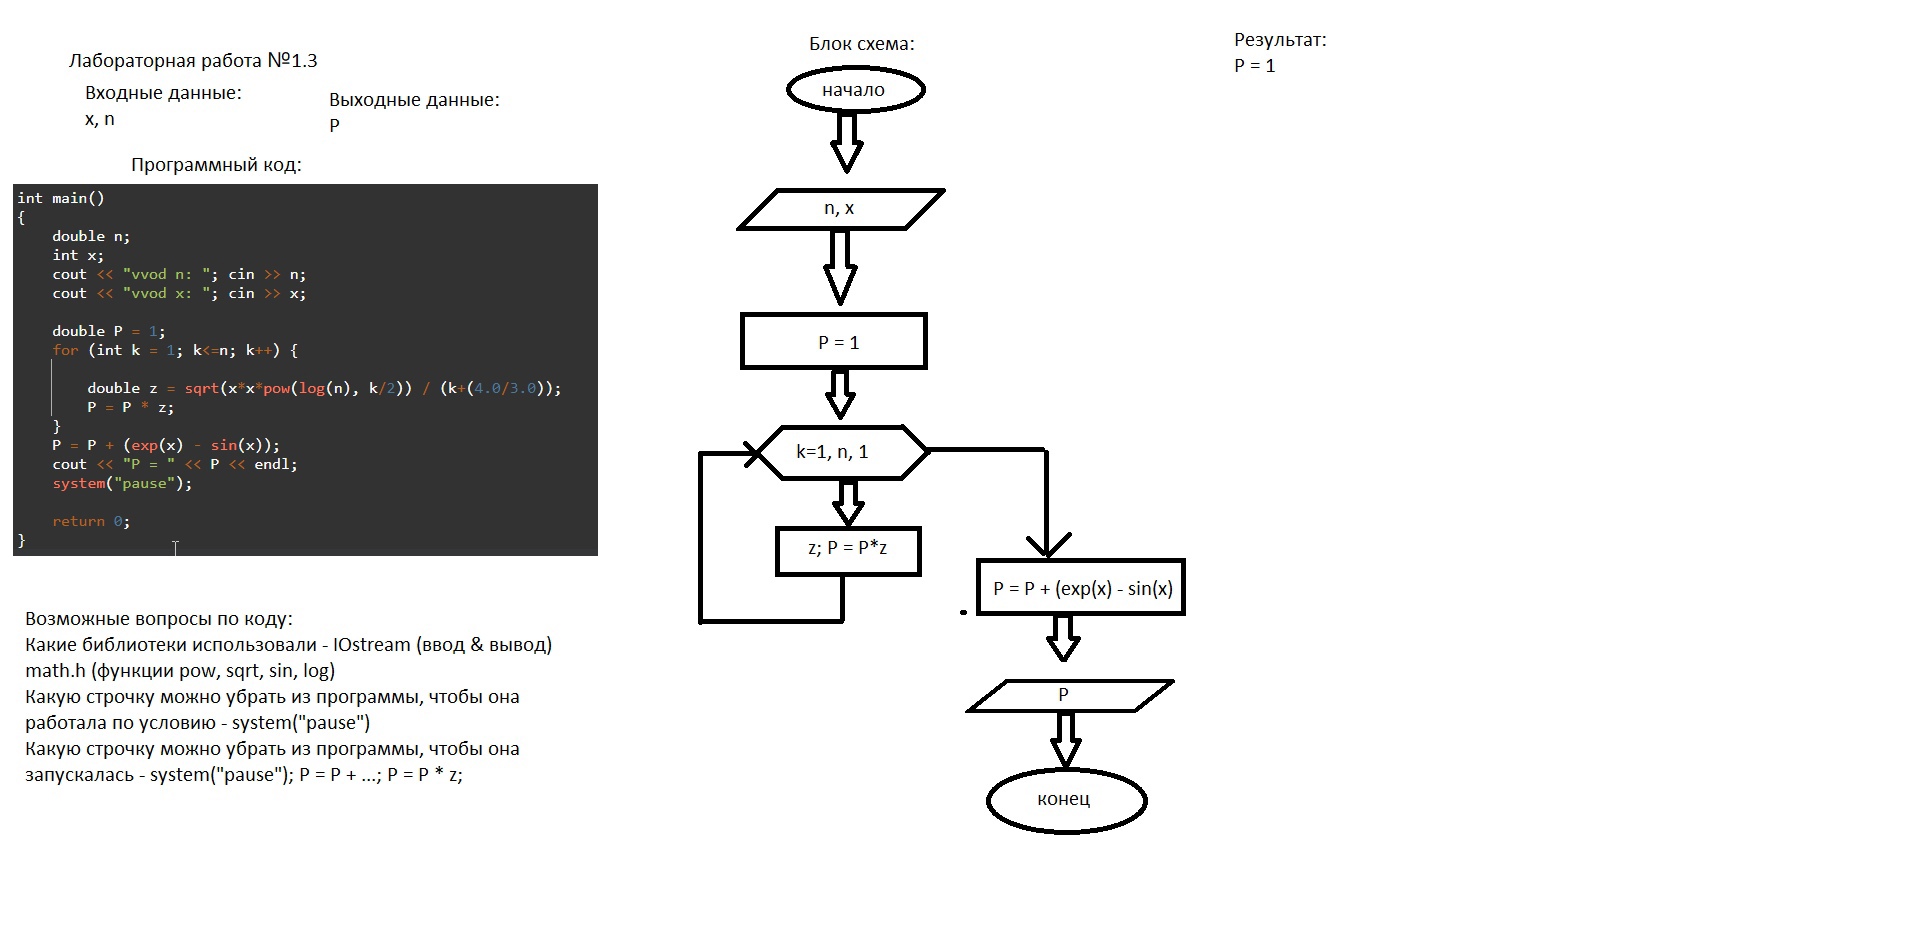 Лабораторная работа №1.3
Входные данные:
x, n
Выходные данные:
P
Программный код:
int main()
{
    double n;
    int x;
    cout << "vvod n: "; cin >> n;
    cout << "vvod x: "; cin >> x;
    double P = 1;
    for (int k = 1; k<=n; k++) {
        double z = sqrt(x*x*pow(log(n), k/2)) / (k+(4.0/3.0));
        P = P * z;
    }
    P = P + (exp(x) - sin(x));
    cout << "P = " << P << endl;
    system("pause");
    return 0;
}
Возможные вопросы по коду:
Какие библиотеки использовали - IOstream (ввод & вывод)
math.h (функции pow, sqrt, sin, log)
Какую строчку можно убрать из программы, чтобы она
работала по условию - system("pause")
Какую строчку можно убрать из программы, чтобы она
запускалась - system("pause"); P = P + ...; P = P * z;
Блок схема:
начало
n, x
P = 1
k=1, n, 1
z; P = P*z
P = P + (exp(x) - sin(x)
P
конец
Результат:
P = 1